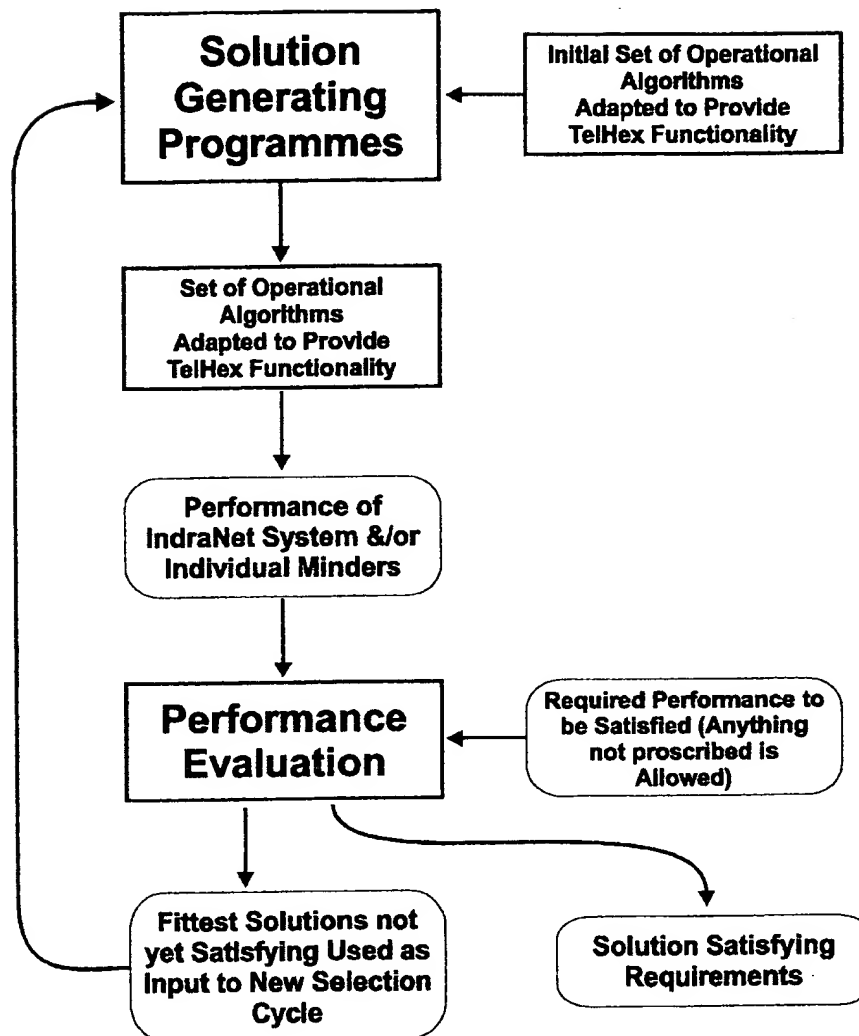 Solution
Generating
Programmes
Initial Set of Operational
Algorithms
Adapted to Provide
TelHex Functionality
Set of Operational
Algorithms
Adapted to Provide
TelHex Functionality
Performance of
IndraNet System &/or
Individual Minders
Performance
Evaluation
Required Performance to
be Satisfied (Anything
not proscribed is
Allowed)
Fittest Solutions not
yet Satisfying Used as
Input to New Selection
Cycle
Solution Satisfying
Requirements